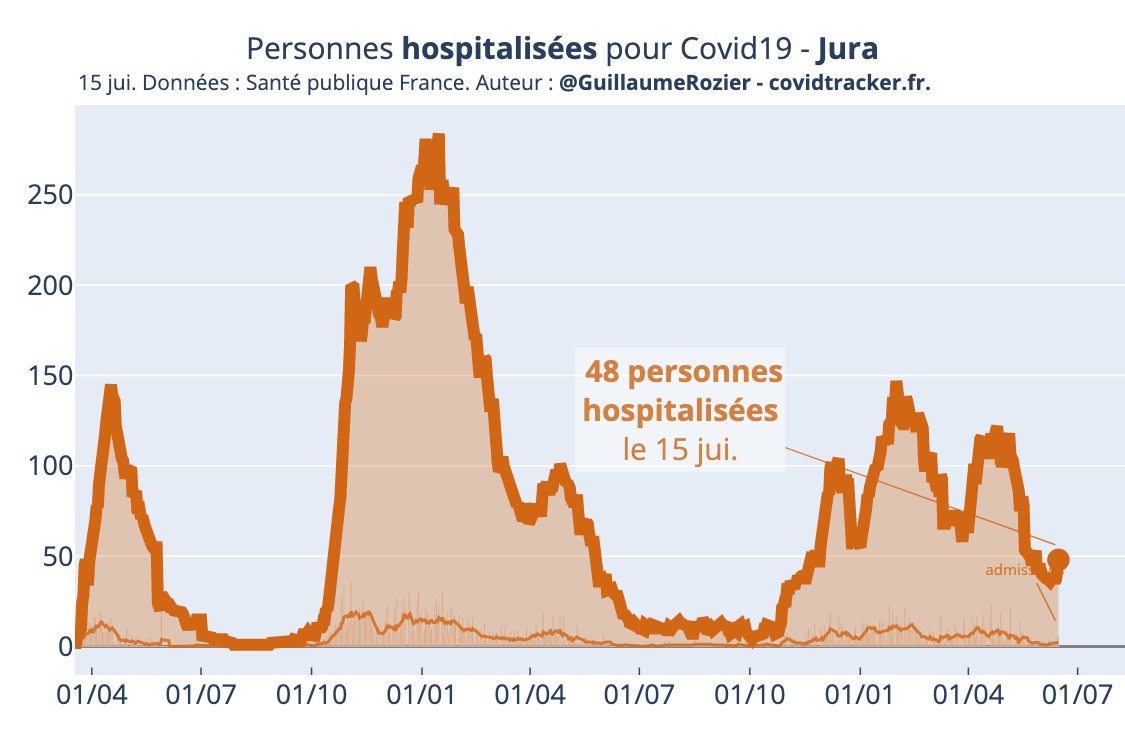 Personnes hospitalisées pour Covid19 - Jura
15 jui. Données : Santé publique France. Auteur : @GuillaumeRozier - covidtracker.fr.
250
200
150
100
50
0
48 personnes
hospitalisées
le 15 jui.
01/04 01/07 01/10 01/01 01/04 01/07 01/10 01/01 01/04 01/07